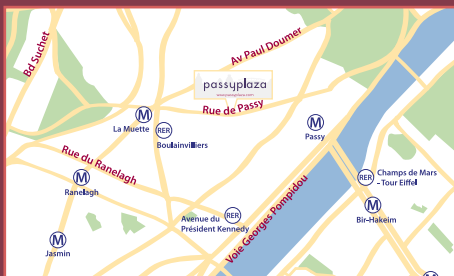 Bd Suchet
Av Paul Doumer
passyplaza
www.passyplaza.com
Rue de Passy
M
La Muette
RER
Boulainvilliers
M
Passy
Rue du Ranelagh
M
Ranelagh
RER
Champs de Mars
- Tour Eiffel
M
Bir-Hakeim
Avenue du
Président Kennedy
RER
Voie Georges Pompidou
M
Jasmin
M